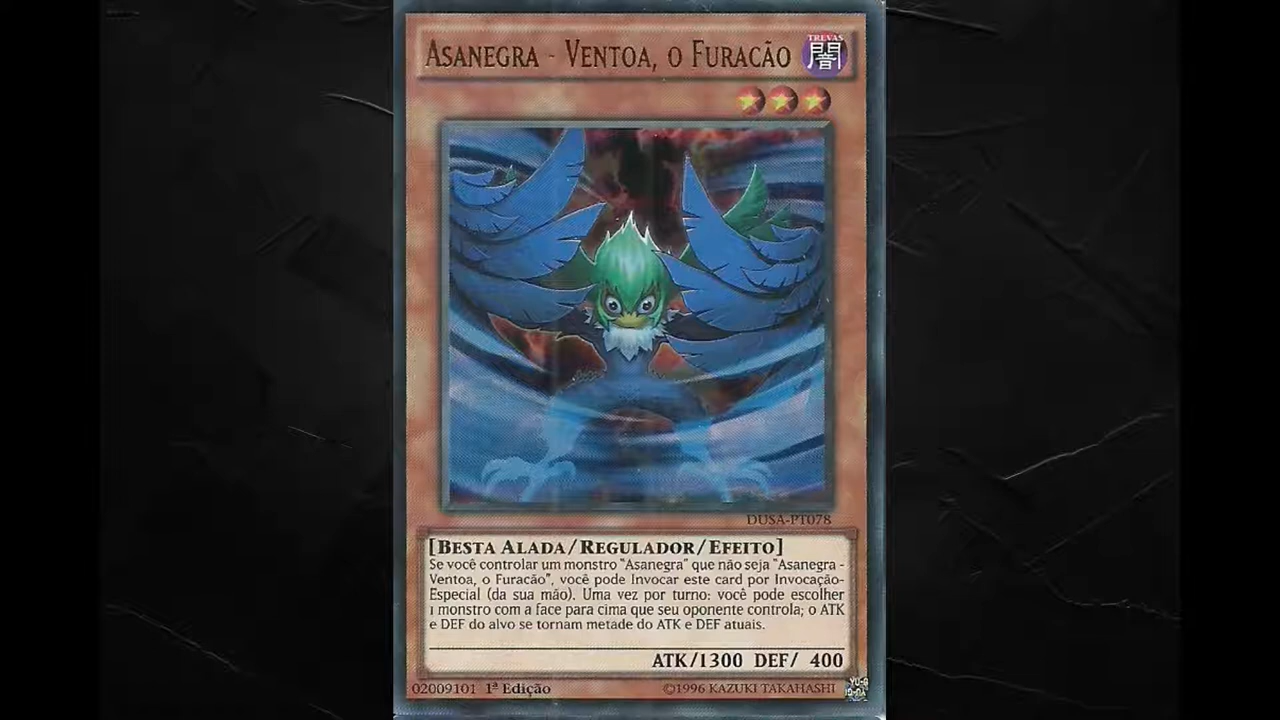 ASANEGRA - VENTOA, O FURACÃO
TREVAS
闇
DUSA-PT078
[BESTA ALADA/REGULADOR/EFEITO]
Se você controlar um monstro "Asanegra" que não seja "Asanegra -
Ventoa, o Furacão", você pode Invocar este card por Invocação-
Especial (da sua mão). Uma vez por turno: você pode escolher
1 monstro com a face para cima que seu oponente controla; o ATK
e DEF do alvo se tornam metade do ATK e DEF atuais.
ATK/1300 DEF/ 400
02009101 1ª Edição
©1996 KAZUKI TAKAHASHI